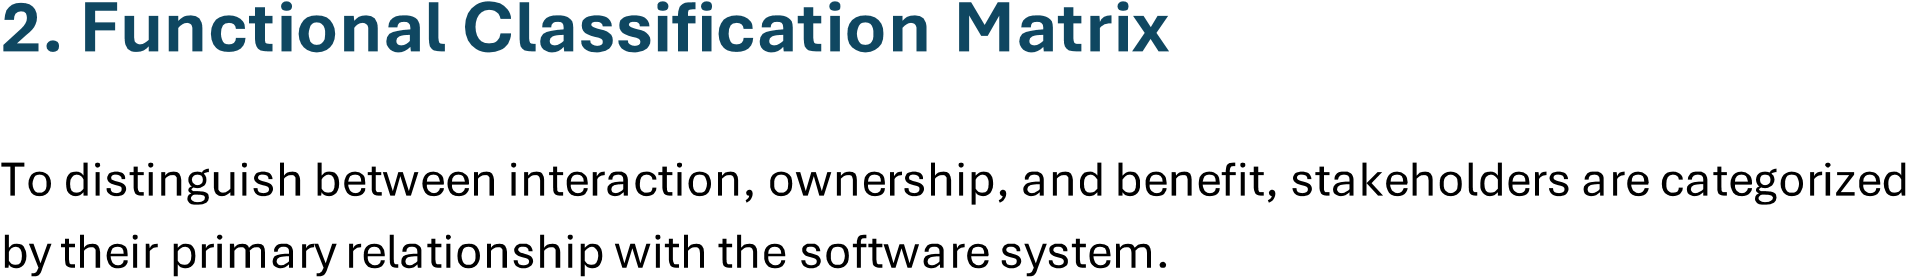 2. Functional Classification Matrix
To distinguish between interaction, ownership, and benefit, stakeholders are categorized
by their primary relationship with the software system.